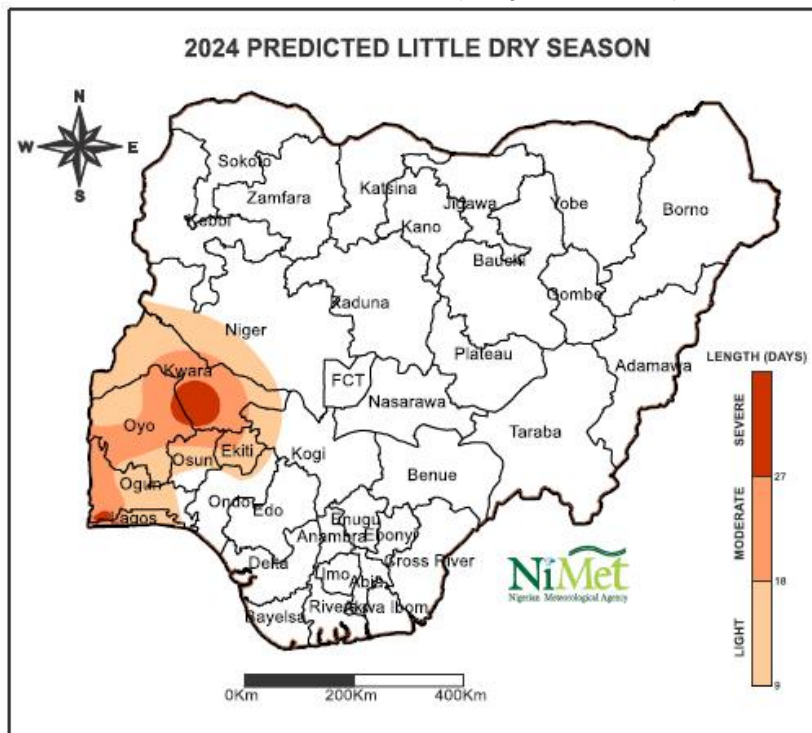 2024 PREDICTED LITTLE DRY SEASON
N
W E
S
Sokoto
Zamfara
Katsina
Jigawa
Yobe
Borno
Kebbi
Kano
Bauchi
Gombe
Kaduna
Niger
Plateau
Adamawa
Kwara
FCT
Nasarawa
Taraba
Oyo
Osun
Ekiti
Kogi
Benue
Ogun
Ondo
Edo
Lagos
Enugu
Anambra
Ebonyi
Cross River
Delta
Imo
Abia
Bayelsa
Rivers
Akwa Ibom
LENGTH (DAYS)
SEVERE
27
MODERATE
18
LIGHT
9
NiMet
Nigerian Meteorological Agency
0Km 200Km 400Km